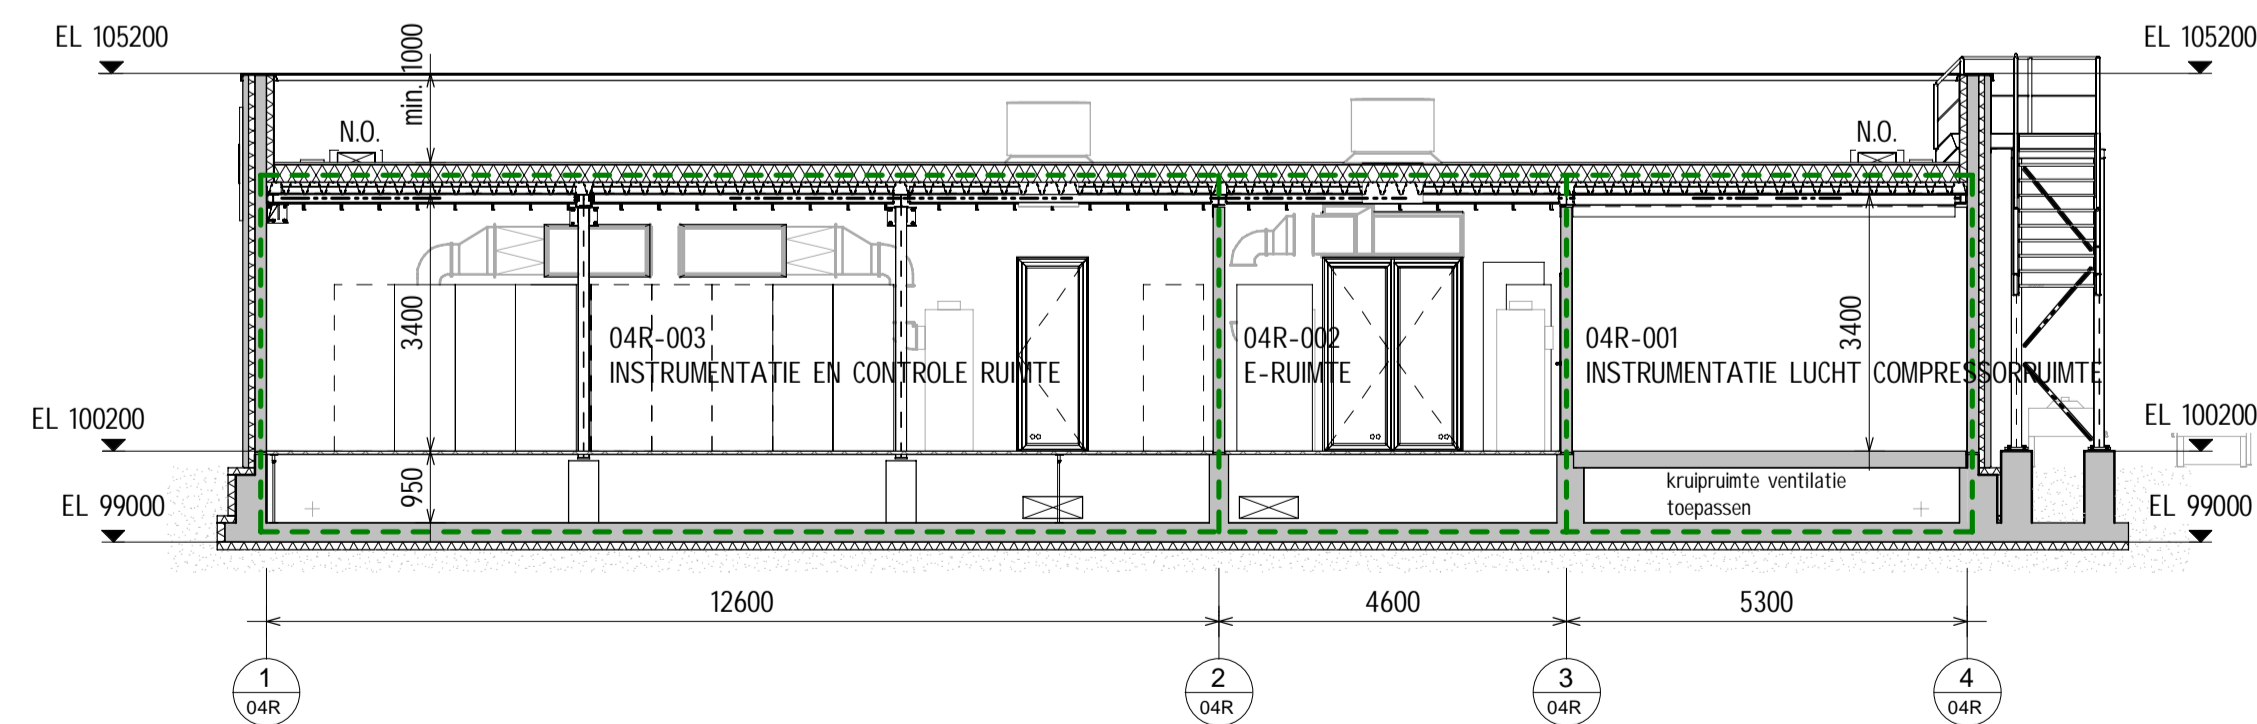 EL 105200
min. 1000
EL 105200
N.O.
N.O.
3400
04R-003
INSTRUMENTATIE EN CONTROLE RUIMTE
04R-002
E-RUIMTE
04R-001
INSTRUMENTATIE LUCHT COMPRESSORRUIMTE
3400
EL 100200
EL 100200
950
kruipruimte ventilatie
toepassen
EL 99000
EL 99000
12600
4600
5300
1
04R
2
04R
3
04R
4
04R